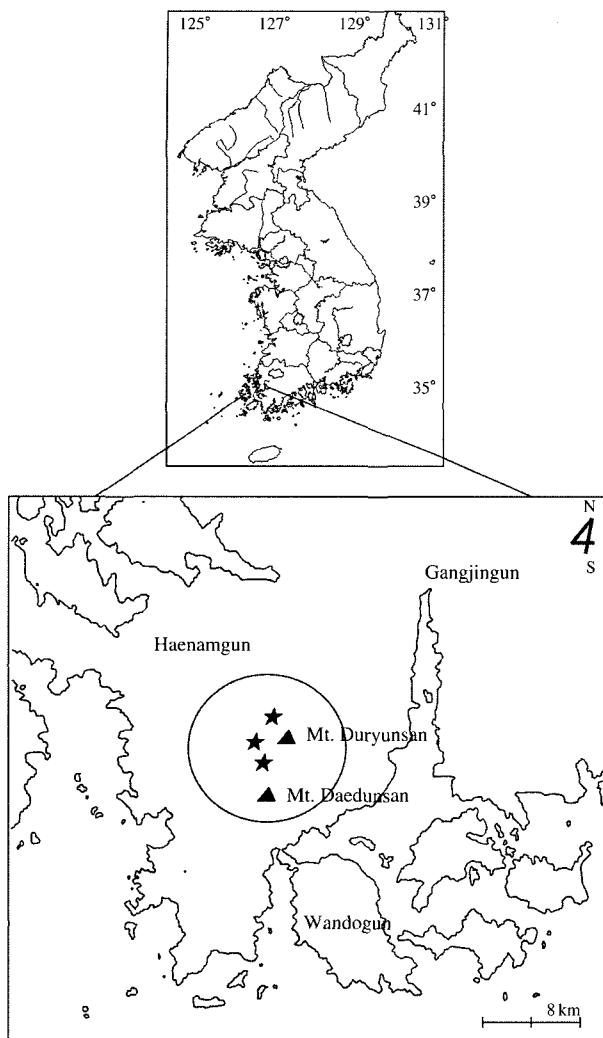 125° 127° 129° 131°
41°
39°
37°
35°
N
4
S
Gangjingun
Haenamgun
Mt. Duryunsan
Mt. Daedunsan
Wandogun
8 km